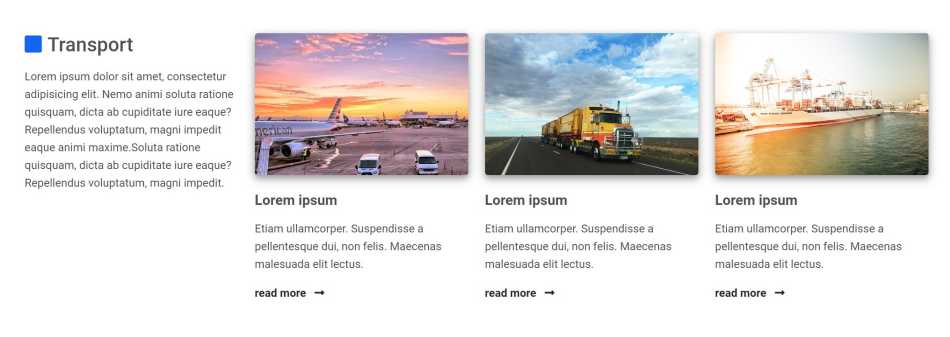 Transport
Lorem ipsum dolor sit amet, consectetur
adipisicing elit. Nemo animi soluta ratione
quisquam, dicta ab cupiditate iure eaque?
Repellendus voluptatum, magni impedit
eaque animi maxime.Soluta ratione
quisquam, dicta ab cupiditate iure eaque?
Repellendus voluptatum, magni impedit.
Lorem ipsum
Etiam ullamcorper. Suspendisse a
pellentesque dui, non felis. Maecenas
malesuada elit lectus.
read more
Lorem ipsum
Etiam ullamcorper. Suspendisse a
pellentesque dui, non felis. Maecenas
malesuada elit lectus.
read more
Lorem ipsum
Etiam ullamcorper. Suspendisse a
pellentesque dui, non felis. Maecenas
malesuada elit lectus.
read more